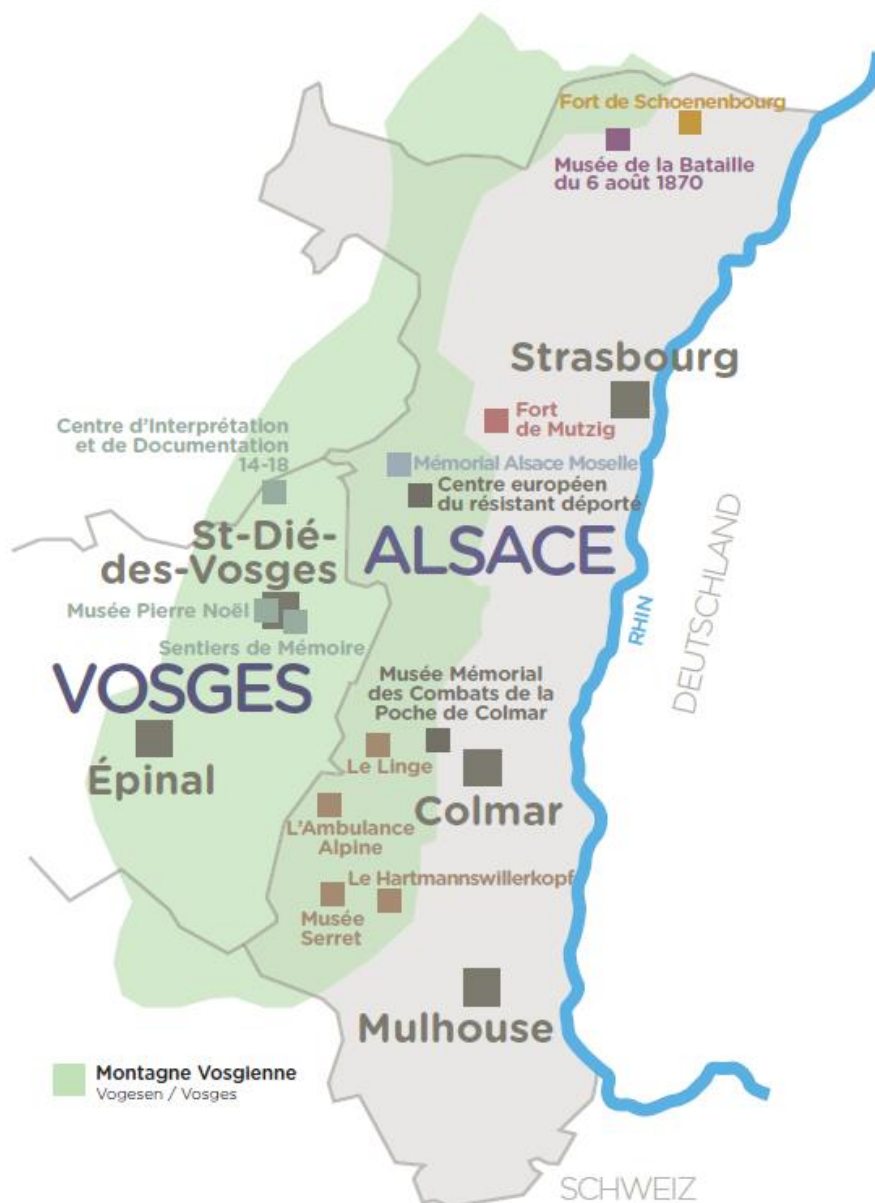 Fort de Schoenenbourg
Musée de la Bataille
du 6 août 1870
Strasbourg
Fort
de Mutzig
Centre d'Interprétation
et de Documentation
14-18
Mémorial Alsace Moselle
Centre européen
du résistant déporté
St-Dié-
des-Vosges
ALSACE
DEUTSCHLAND
RHIN
Musée Pierre Noël
Sentiers de Mémoire
VOSGES
Musée Mémorial
des Combats de la
Poche de Colmar
Épinal
Le Linge
Colmar
L'Ambulance
Alpine
Le Hartmannswillerkopf
Musée
Serret
Mulhouse
Montagne Vosgienne
Vogesen / Vosges
SCHWEIZ